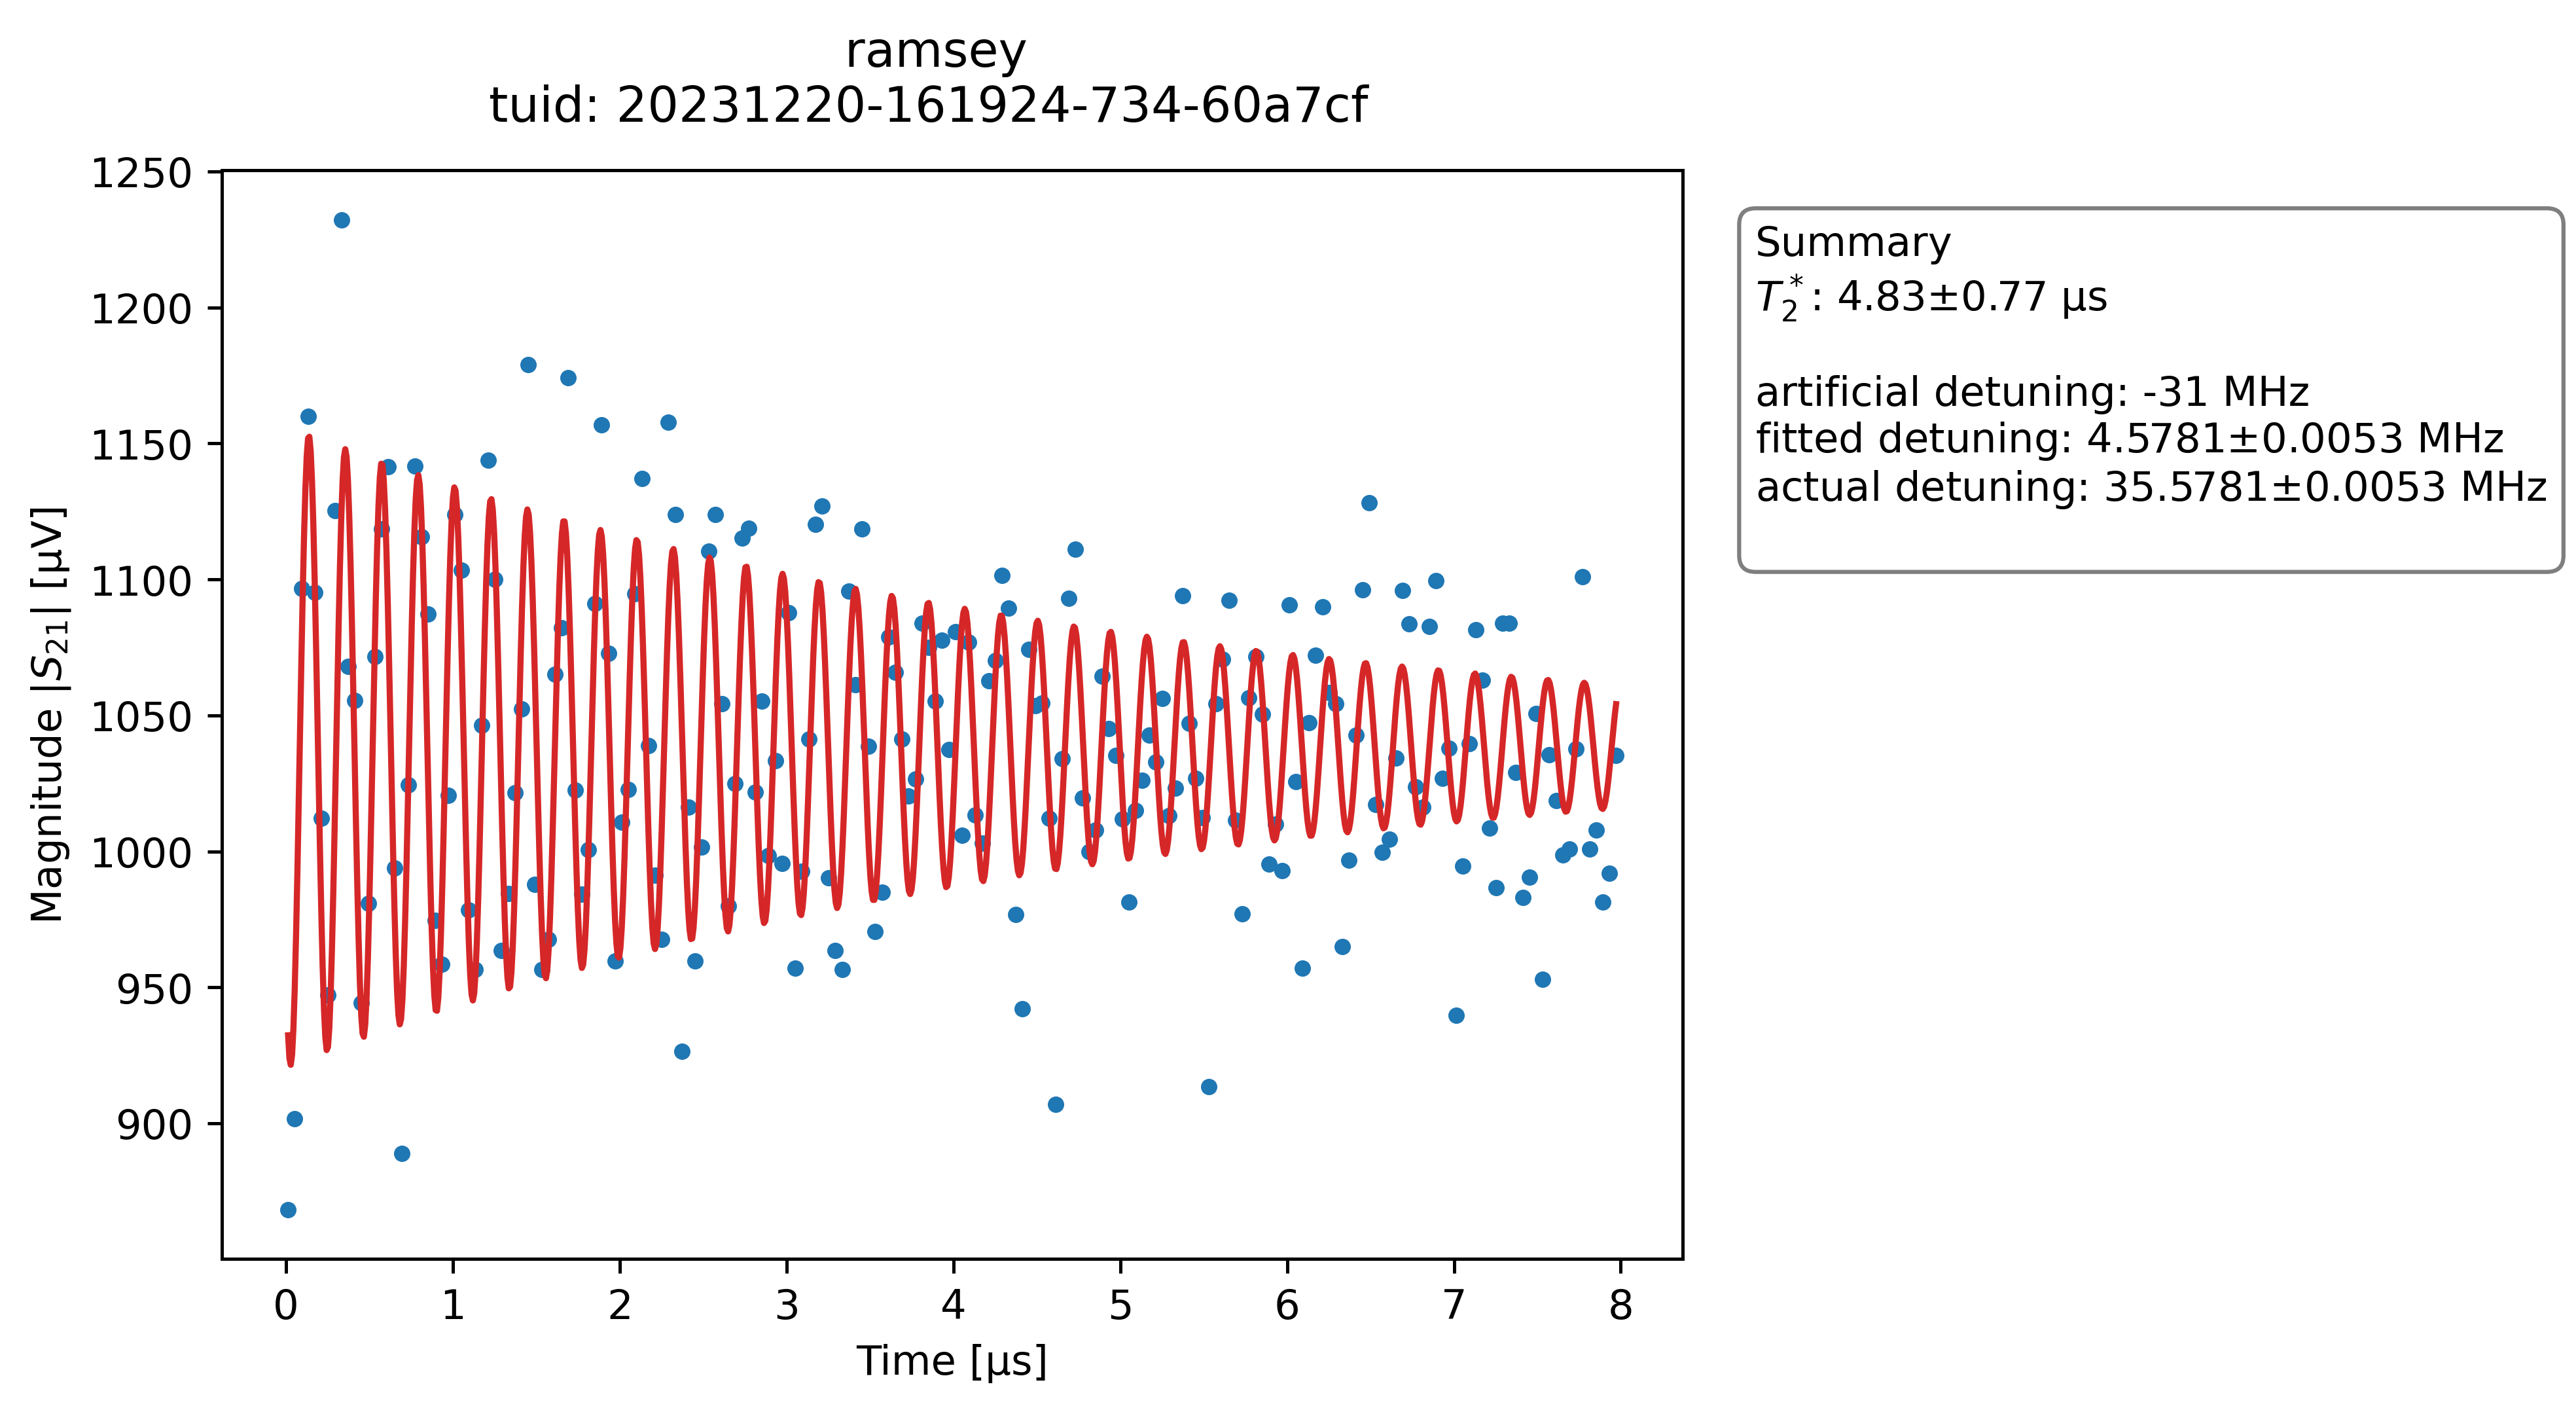 ramsey
tuid: 20231220-161924-734-60a7cf
1250
1200
1150
1100
1050
1000
950
900
Magnitude |S21| [µV]
0 1 2 3 4 5 6 7 8
Time [µs]
Summary
T2*: 4.83±0.77 µs
artificial detuning: -31 MHz
fitted detuning: 4.5781±0.0053 MHz
actual detuning: 35.5781±0.0053 MHz